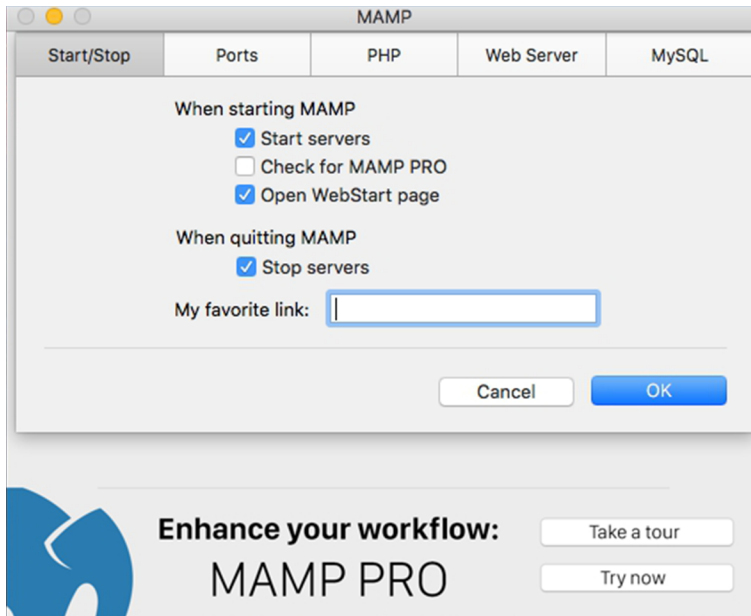 MAMP
Start/Stop Ports PHP Web Server MySQL
When starting MAMP
Start servers
Check for MAMP PRO
Open WebStart page
When quitting MAMP
Stop servers
My favorite link:
Cancel OK
Enhance your workflow:
MAMP PRO
Take a tour
Try now